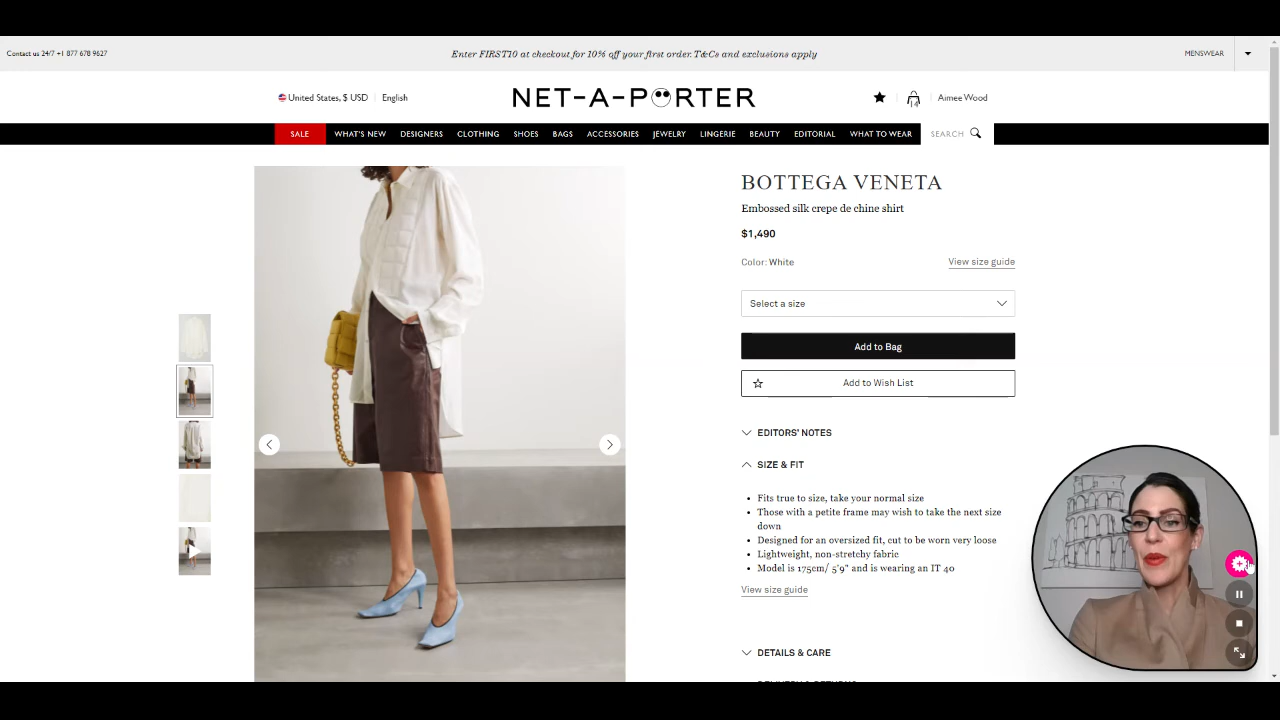 Contact us 24/7 +1 877 678 9627
Enter FIRST10 at checkout for 10% off your first order. T&Cs and exclusions apply
MENSWEAR
United States, $ USD
English
NET-A-PORTER
14
Aimee Wood
SALE
WHAT'S NEW
DESIGNERS
CLOTHING
SHOES
BAGS
ACCESSORIES
JEWELRY
LINGERIE
BEAUTY
EDITORIAL
WHAT TO WEAR
SEARCH
BOTTEGA VENETA
Embossed silk crepe de chine shirt
$1,490
Color: White
View size guide
Select a size
Add to Bag
Add to Wish List
EDITORS' NOTES
SIZE & FIT
Fits true to size, take your normal size
Those with a petite frame may wish to take the next size
down
Designed for an oversized fit, cut to be worn very loose
Lightweight, non-stretchy fabric
Model is 175cm/ 5'9" and is wearing an IT 40
View size guide
DETAILS & CARE
DELIVERY & RETURNS